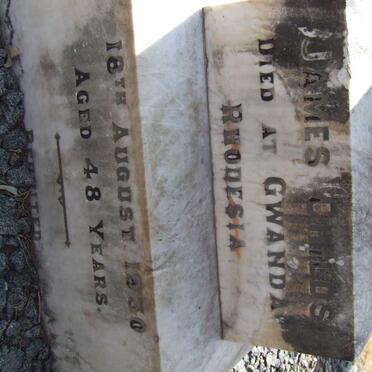 JAMES
DIED AT GWANDA
RHODESIA
18TH AUGUST 1930
AGED 48 YEARS.